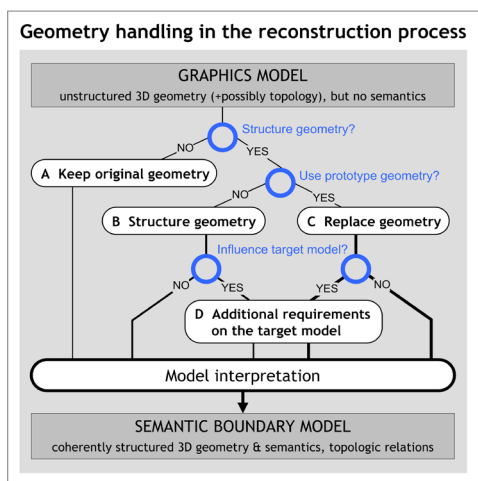 Geometry handling in the reconstruction process
GRAPHICS MODEL
unstructured 3D geometry (+possibly topology), but no semantics
Structure geometry?
NO
YES
A Keep original geometry
Use prototype geometry?
NO
YES
B Structure geometry
C Replace geometry
Influence target model?
NO
YES
YES
NO
D Additional requirements
on the target model
Model interpretation
SEMANTIC BOUNDARY MODEL
coherently structured 3D geometry & semantics, topologic relations